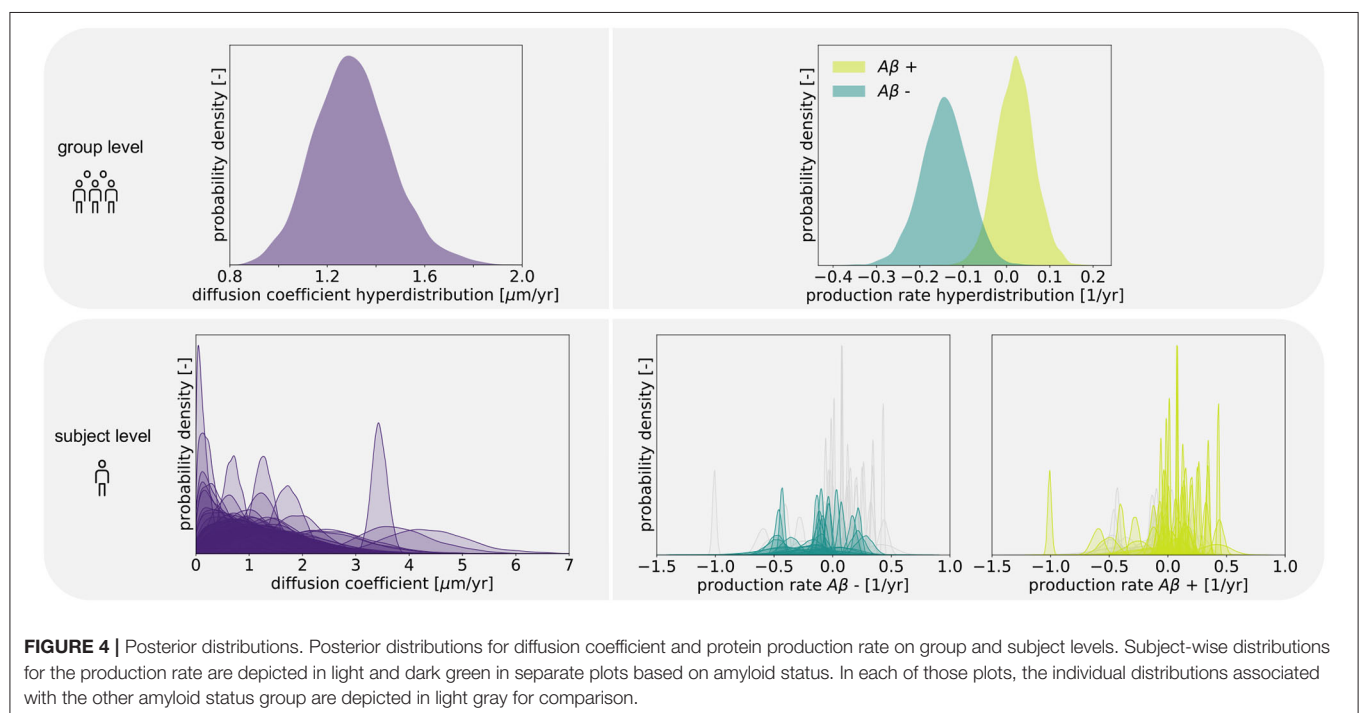 group level
probability density [-]
0.8 1.2 1.6 2.0
diffusion coefficient hyperdistribution [μm/yr]
probability density [-]
Aβ +
Aβ -
−0.4 −0.3 −0.2 −0.1 0.0 0.1 0.2
production rate hyperdistribution [1/yr]
subject level
probability density [-]
0 1 2 3 4 5 6 7
diffusion coefficient [μm/yr]
probability density [-]
−1.5 −1.0 −0.5 0.0 0.5 1.0
production rate Aβ - [1/yr]
−1.5 −1.0 −0.5 0.0 0.5 1.0
production rate Aβ + [1/yr]
FIGURE 4 | Posterior distributions. Posterior distributions for diffusion coefficient and protein production rate on group and subject levels. Subject-wise distributions
for the production rate are depicted in light and dark green in separate plots based on amyloid status. In each of those plots, the individual distributions associated
with the other amyloid status group are depicted in light gray for comparison.